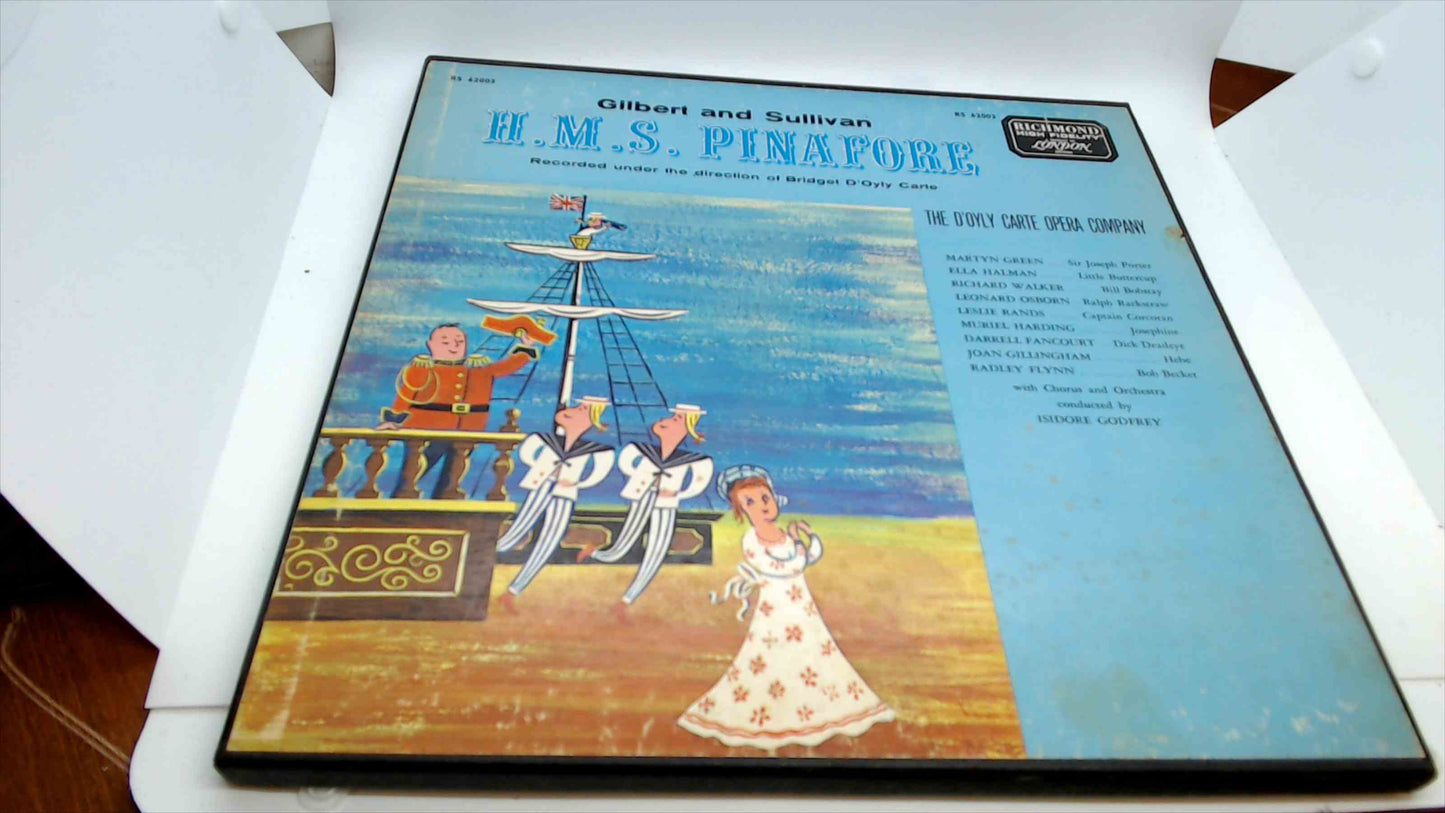 RS 62003
RS 62003
Gilbert and Sullivan
H.M.S. PINAFORE
Recorded under the direction of Bridget D'Oyly Carte
RICHMOND
HIGH FIDELITY
LONDON
THE D'OYLY CARTE OPERA COMPANY
MARTYN GREEN Sir Joseph Porter
ELLA HALMAN Little Buttercup
RICHARD WALKER Bill Bobstay
LEONARD OSBORN Ralph Rackstraw
LESLIE RANDS Captain Corcoran
MURIEL HARDING Josephine
DARRELL FANCOURT Dick Deadeye
JOAN GILLINGHAM Hebe
RADLEY FLYNN Bob Becket
with Chorus and Orchestra
conducted by
ISIDORE GODFREY